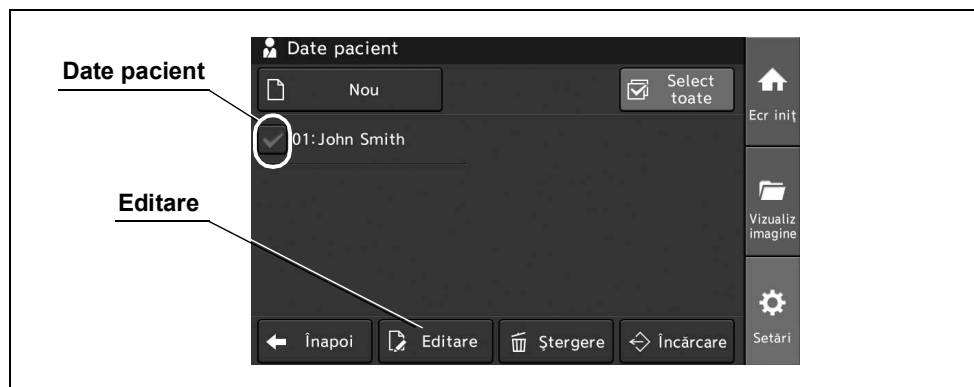 Date pacient
Date pacient
Nou
Select
toate
Ecr iniț
01:John Smith
Editare
Vizualiz
imagine
Înapoi
Editare
Ștergere
Încărcare
Setări